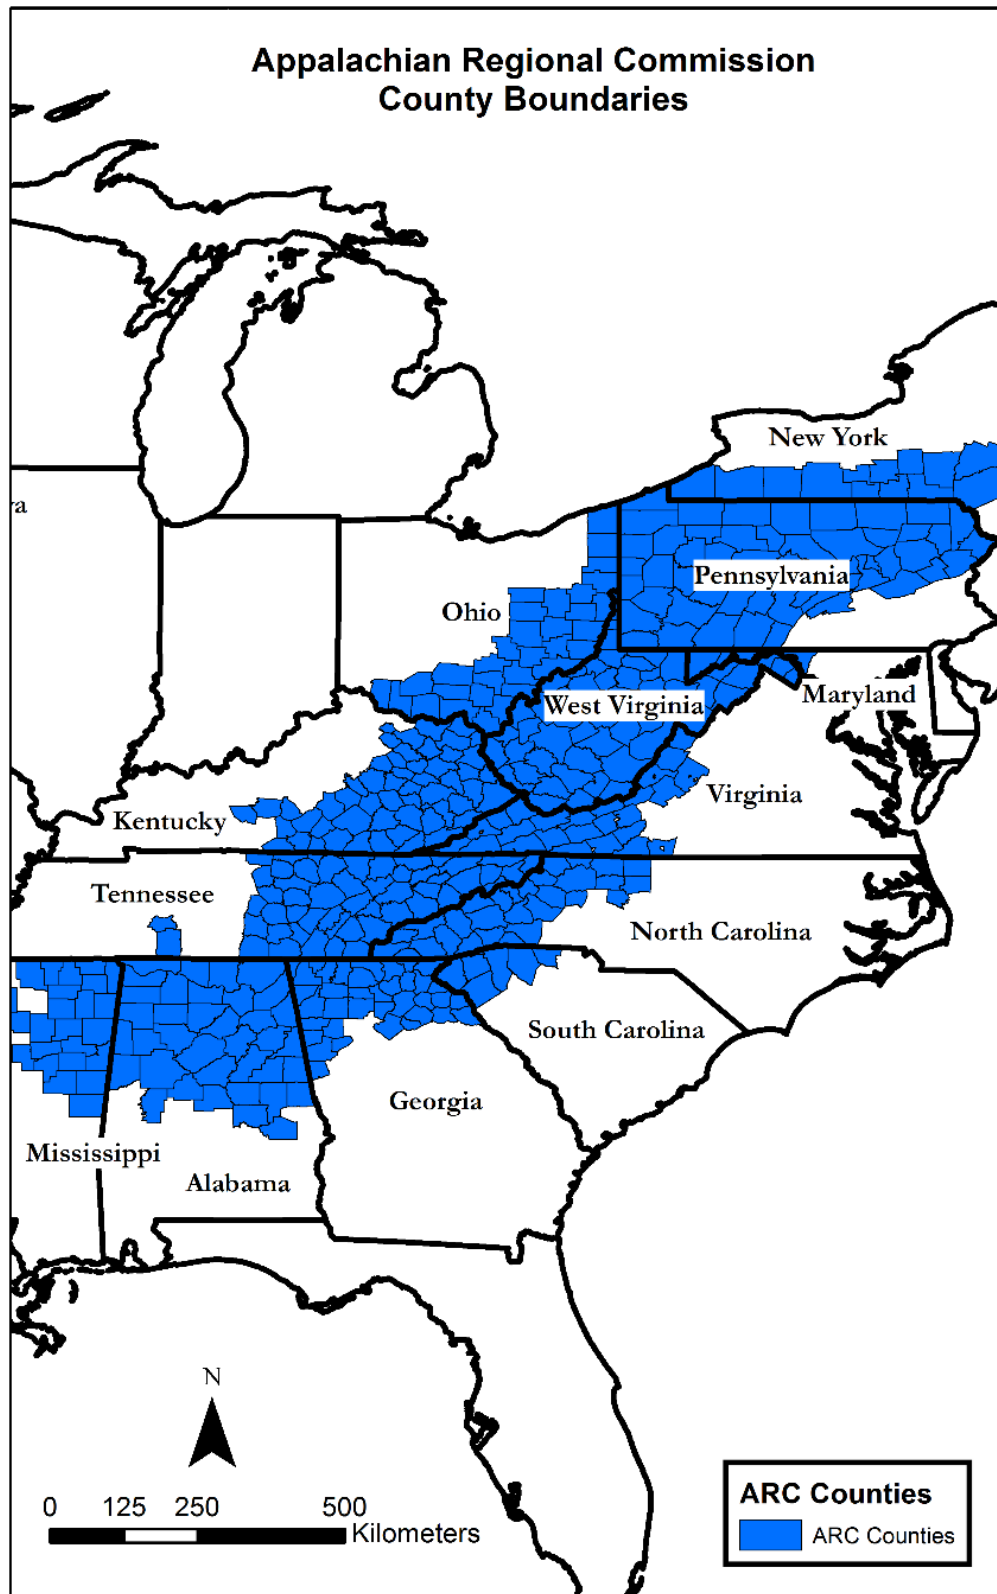 Appalachian Regional Commission
County Boundaries
New York
va
Pennsylvania
Ohio
West Virginia
Maryland
Virginia
Kentucky
Tennessee
North Carolina
South Carolina
Georgia
Mississippi
Alabama
N
0 125 250 500
Kilometers
ARC Counties
ARC Counties